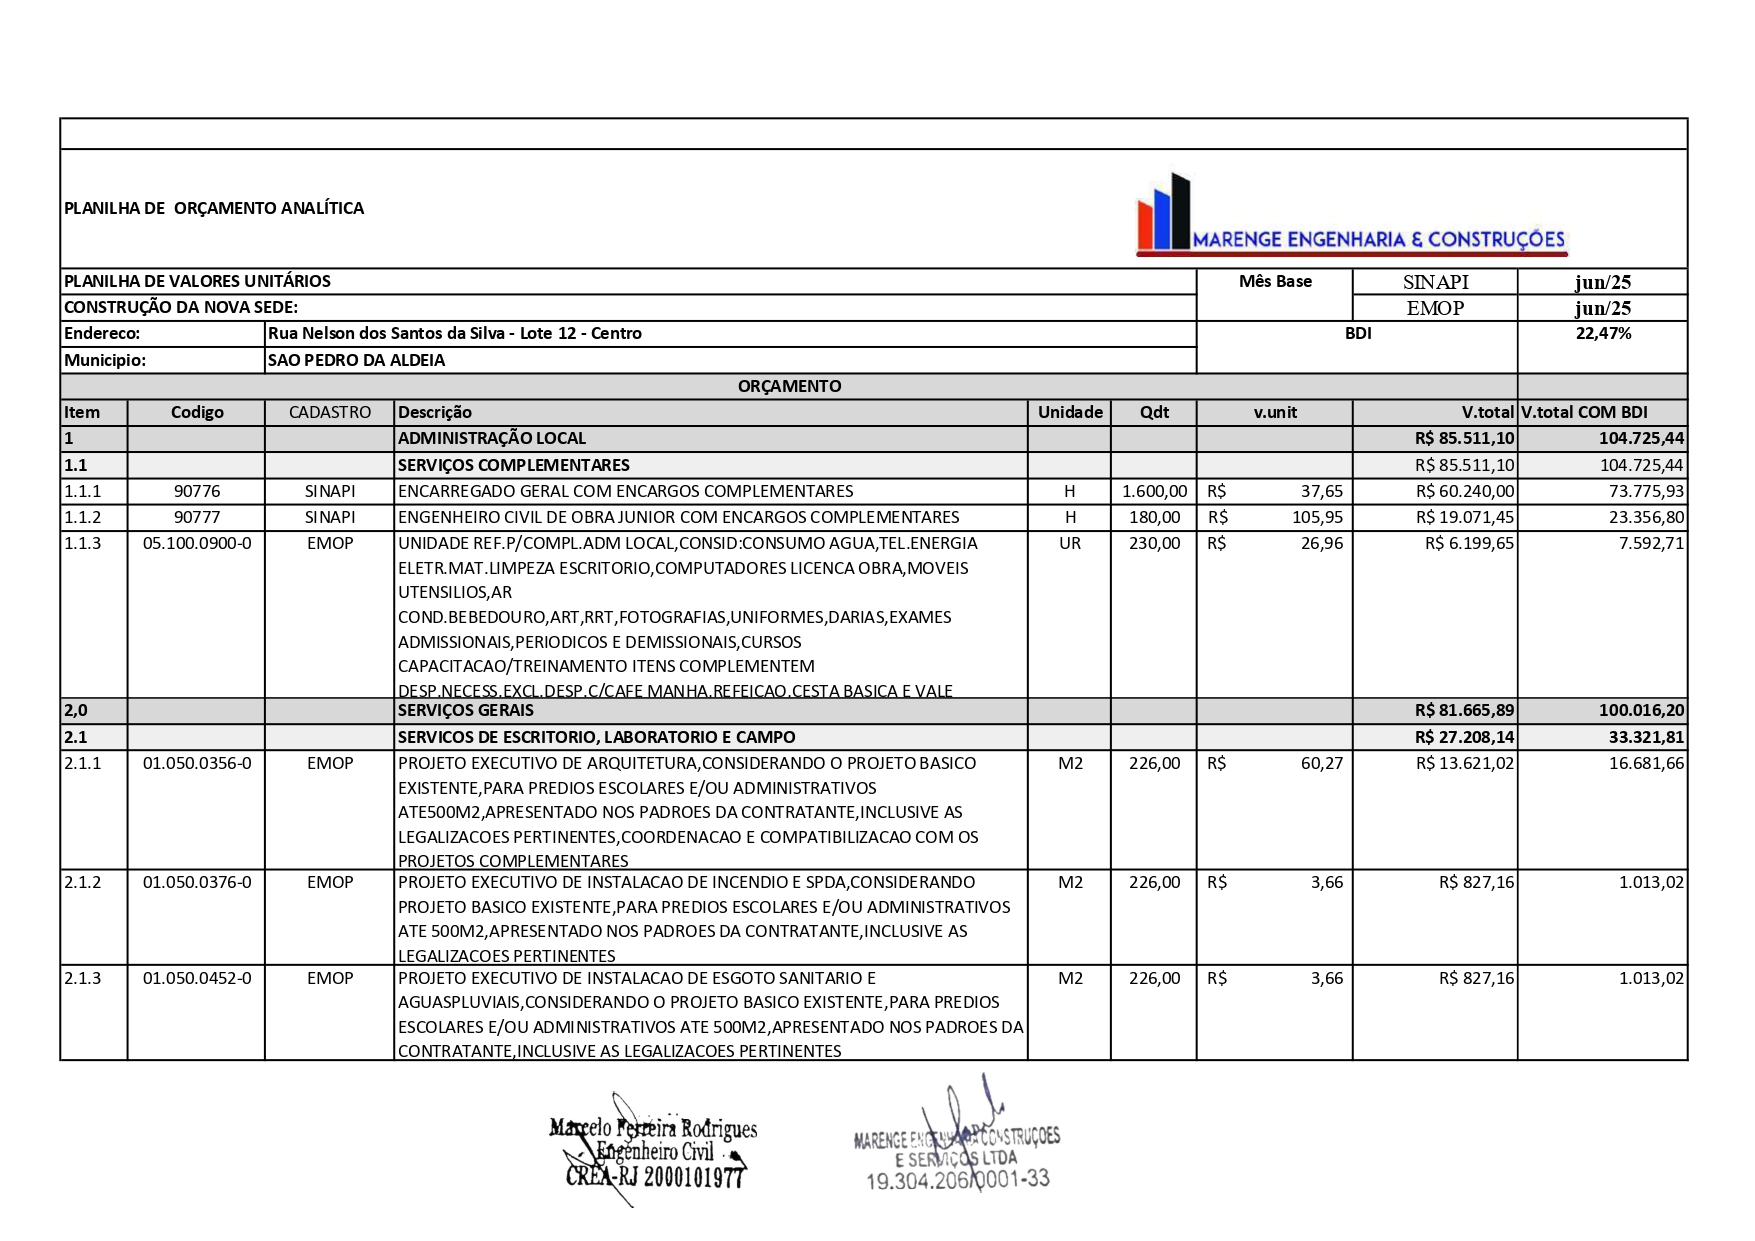 PLANILHA DE ORÇAMENTO ANALÍTICA
MARENGE ENGENHARIA & CONSTRUÇÕES
PLANILHA DE VALORES UNITÁRIOS Mês Base SINAPI jun/25
CONSTRUÇÃO DA NOVA SEDE: EMOP jun/25
Endereco: Rua Nelson dos Santos da Silva - Lote 12 - Centro BDI 22,47%
Municipio: SAO PEDRO DA ALDEIA
ORÇAMENTO
Item Codigo CADASTRO Descrição Unidade Qdt v.unit V.total V.total COM BDI
1 ADMINISTRAÇÃO LOCAL R$ 85.511,10 104.725,44
1.1 SERVIÇOS COMPLEMENTARES R$ 85.511,10 104.725,44
1.1.1 90776 SINAPI ENCARREGADO GERAL COM ENCARGOS COMPLEMENTARES H 1.600,00 R$ 37,65 R$ 60.240,00 73.775,93
1.1.2 90777 SINAPI ENGENHEIRO CIVIL DE OBRA JUNIOR COM ENCARGOS COMPLEMENTARES H 180,00 R$ 105,95 R$ 19.071,45 23.356,80
1.1.3 05.100.0900-0 EMOP UNIDADE REF.P/COMPL.ADM LOCAL,CONSID:CONSUMO AGUA,TEL.ENERGIA UR 230,00 R$ 26,96 R$ 6.199,65 7.592,71
ELETR.MAT.LIMPEZA ESCRITORIO,COMPUTADORES LICENCA OBRA,MOVEIS
UTENSILIOS,AR
COND.BEBEDOURO,ART,RRT,FOTOGRAFIAS,UNIFORMES,DARIAS,EXAMES
ADMISSIONAIS,PERIODICOS E DEMISSIONAIS,CURSOS
CAPACITACAO/TREINAMENTO ITENS COMPLEMENTEM
DESP.NECESS.EXCL.DESP.C/CAFE MANHA.REFEICAO.CESTA BASICA E VALE
2,0 SERVIÇOS GERAIS R$ 81.665,89 100.016,20
2.1 SERVICOS DE ESCRITORIO, LABORATORIO E CAMPO R$ 27.208,14 33.321,81
2.1.1 01.050.0356-0 EMOP PROJETO EXECUTIVO DE ARQUITETURA,CONSIDERANDO O PROJETO BASICO M2 226,00 R$ 60,27 R$ 13.621,02 16.681,66
EXISTENTE,PARA PREDIOS ESCOLARES E/OU ADMINISTRATIVOS
ATE500M2,APRESENTADO NOS PADROES DA CONTRATANTE,INCLUSIVE AS
LEGALIZACOES PERTINENTES,COORDENACAO E COMPATIBILIZACAO COM OS
PROJETOS COMPLEMENTARES
2.1.2 01.050.0376-0 EMOP PROJETO EXECUTIVO DE INSTALACAO DE INCENDIO E SPDA,CONSIDERANDO M2 226,00 R$ 3,66 R$ 827,16 1.013,02
PROJETO BASICO EXISTENTE,PARA PREDIOS ESCOLARES E/OU ADMINISTRATIVOS
ATE 500M2,APRESENTADO NOS PADROES DA CONTRATANTE,INCLUSIVE AS
LEGALIZACOES PERTINENTES
2.1.3 01.050.0452-0 EMOP PROJETO EXECUTIVO DE INSTALACAO DE ESGOTO SANITARIO E M2 226,00 R$ 3,66 R$ 827,16 1.013,02
AGUASPLUVIAIS,CONSIDERANDO O PROJETO BASICO EXISTENTE,PARA PREDIOS
ESCOLARES E/OU ADMINISTRATIVOS ATE 500M2,APRESENTADO NOS PADROES DA
CONTRATANTE,INCLUSIVE AS LEGALIZACOES PERTINENTES
Marcelo Ferreira Rodrigues
Engenheiro Civil
CREA-RJ 2000101977
MARENGE ENGENHARIA CONSTRUÇOES
E SERVIÇOS LTDA
19.304.206/0001-33